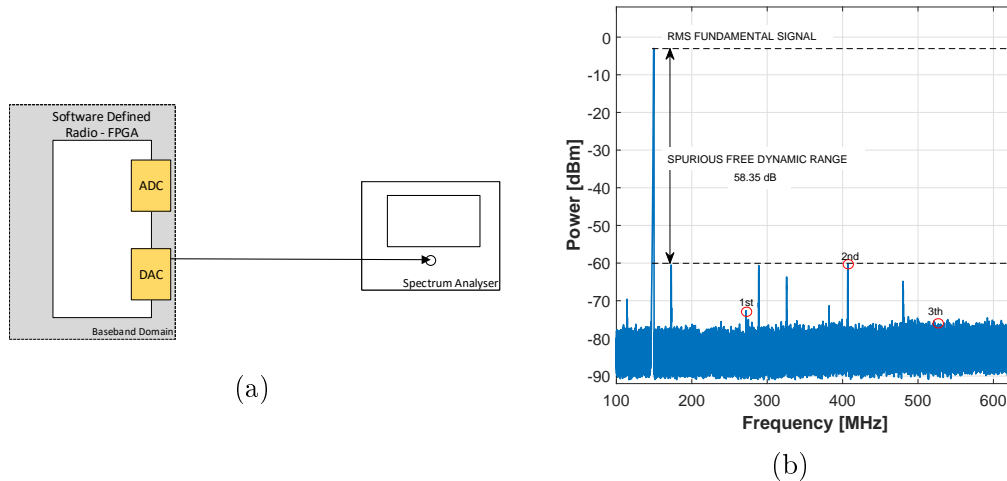 Software Defined
Radio - FPGA
ADC
DAC
Baseband Domain
Spectrum Analyser
(a)
0
-10
-20
-30
-40
-50
-60
-70
-80
-90
Power [dBm]
RMS FUNDAMENTAL SIGNAL
SPURIOUS FREE DYNAMIC RANGE
58.35 dB
1st
2nd
3th
100 200 300 400 500 600
Frequency [MHz]
(b)